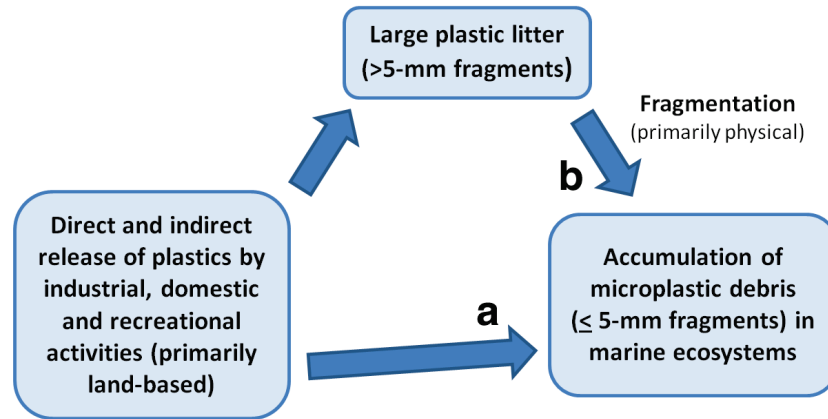 Large plastic litter
(>5-mm fragments)
Fragmentation
(primarily physical)
b
Direct and indirect
release of plastics by
industrial, domestic
and recreational
activities (primarily
land-based)
a
Accumulation of
microplastic debris
(≤ 5-mm fragments) in
marine ecosystems